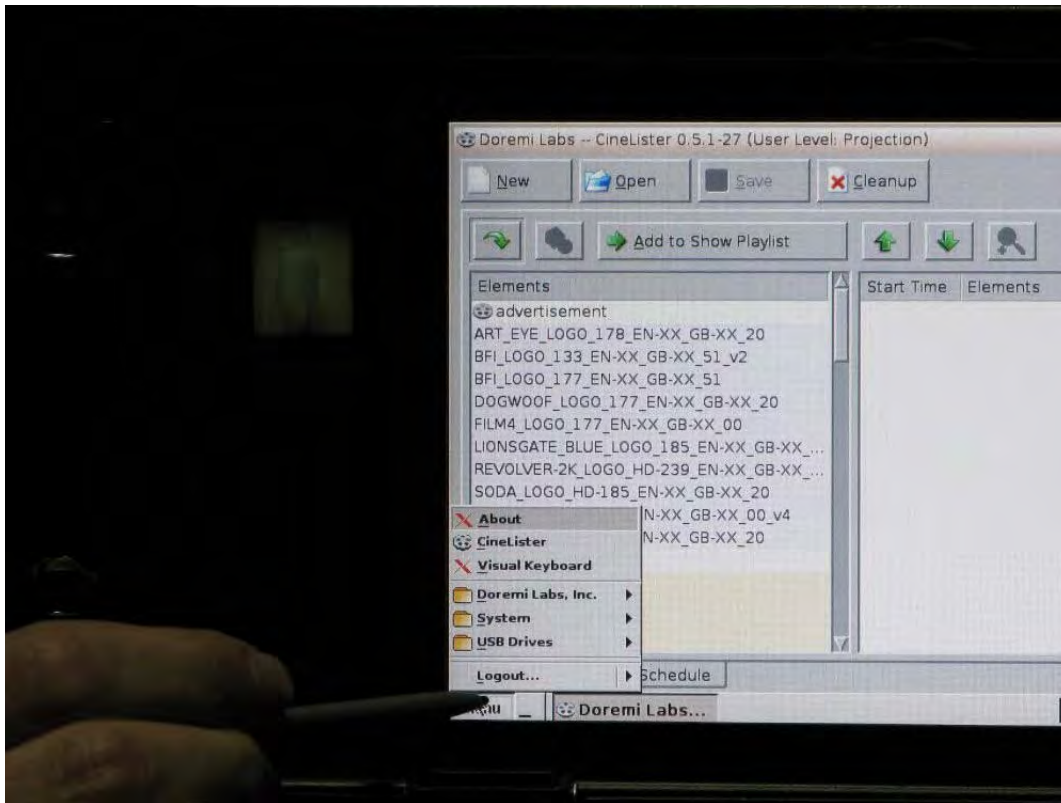 Doremi Labs -- CineLister 0.5.1-27 (User Level: Projection)
New Open Save Cleanup
Add to Show Playlist
Elements Start Time Elements
advertisement
ART_EYE_LOGO_178_EN-XX_GB-XX_20
BFI_LOGO_133_EN-XX_GB-XX_51_v2
BFI_LOGO_177_EN-XX_GB-XX_51
DOGWOOF_LOGO_177_EN-XX_GB-XX_20
FILM4_LOGO_177_EN-XX_GB-XX_00
LIONSGATE_BLUE_LOGO_185_EN-XX_GB-XX_...
REVOLVER-2K_LOGO_HD-239_EN-XX_GB-XX_...
SODA_LOGO_HD-185_EN-XX_GB-XX_20
N-XX_GB-XX_00_v4
N-XX_GB-XX_20
About
CineLister
Visual Keyboard
Doremi Labs, Inc.
System
USB Drives
Logout...
Schedule
Doremi Labs...